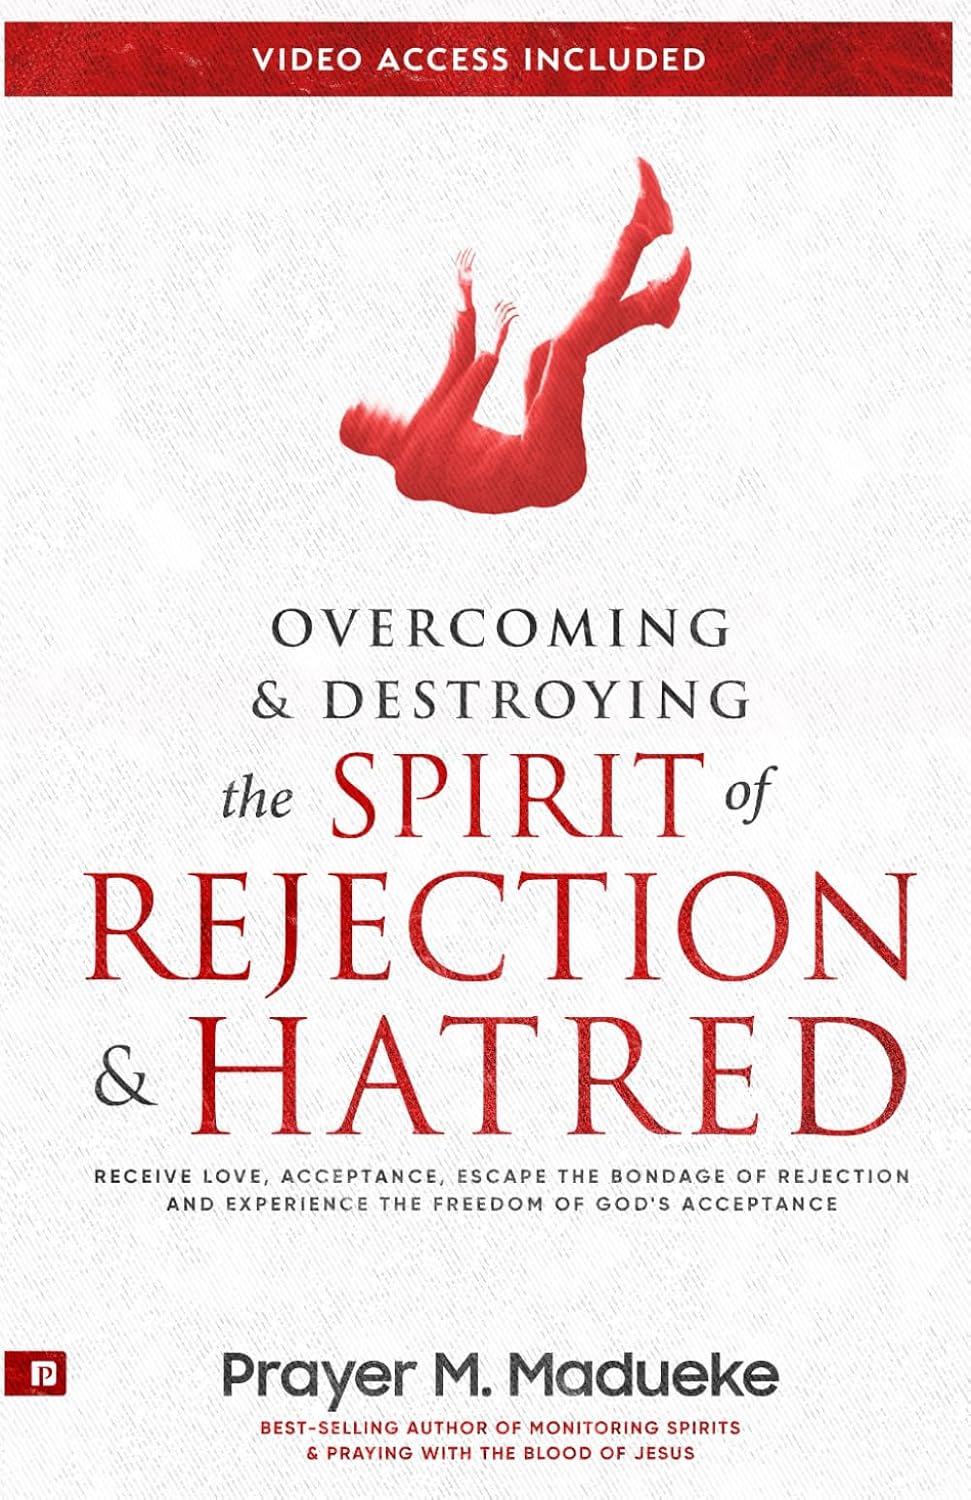 VIDEO ACCESS INCLUDED
OVERCOMING
& DESTROYING
the SPIRIT of
REJECTION
& HATRED
RECEIVE LOVE, ACCEPTANCE, ESCAPE THE BONDAGE OF REJECTION
AND EXPERIENCE THE FREEDOM OF GOD'S ACCEPTANCE
P
Prayer M. Madueke
BEST-SELLING AUTHOR OF MONITORING SPIRITS
& PRAYING WITH THE BLOOD OF JESUS